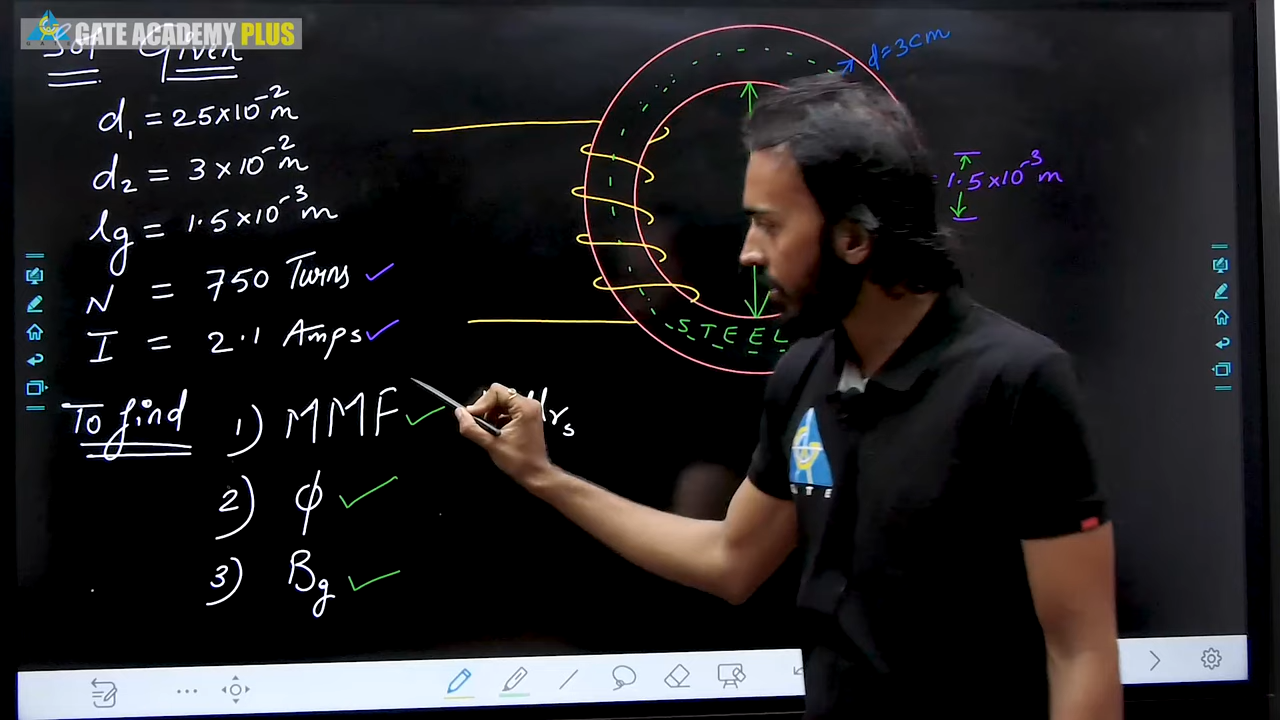 GATE ACADEMY PLUS
Sol Given
d₁ = 25×10⁻² m
d₂ = 3×10⁻² m
lg = 1.5×10⁻³ m
N = 750 Turns ✓
I = 2.1 Amps ✓
To find 1) MMF ✓
2) ϕ ✓
3) Bg ✓
d=3cm
1.5×10⁻³ m
STEEL